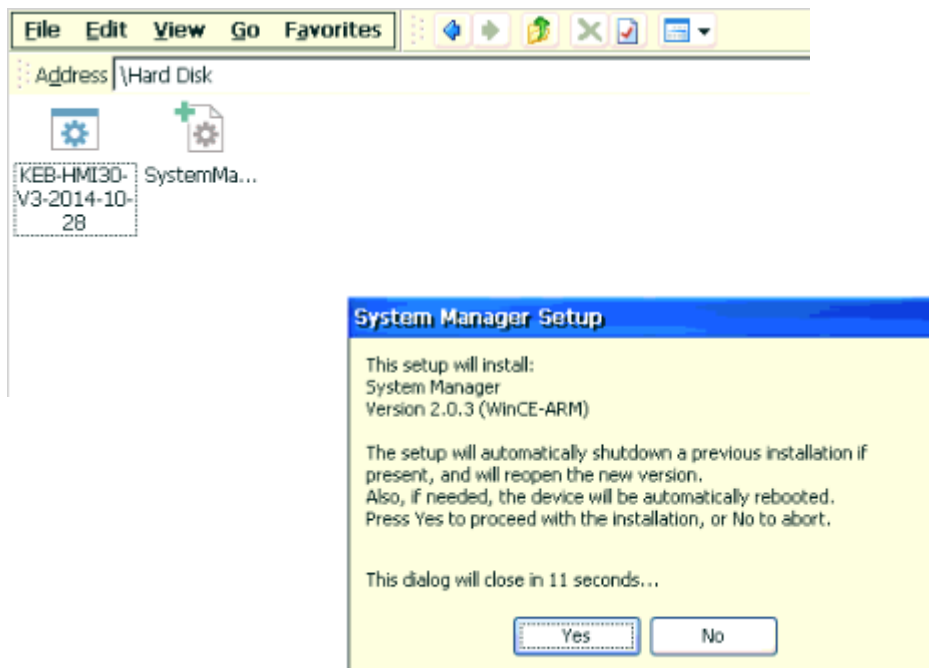 File Edit View Go Favorites
Address \Hard Disk
KEB-HMI30-
V3-2014-10-
28
SystemMa...
System Manager Setup
This setup will install:
System Manager
Version 2.0.3 (WinCE-ARM)
The setup will automatically shutdown a previous installation if
present, and will reopen the new version.
Also, if needed, the device will be automatically rebooted.
Press Yes to proceed with the installation, or No to abort.
This dialog will close in 11 seconds...
Yes No